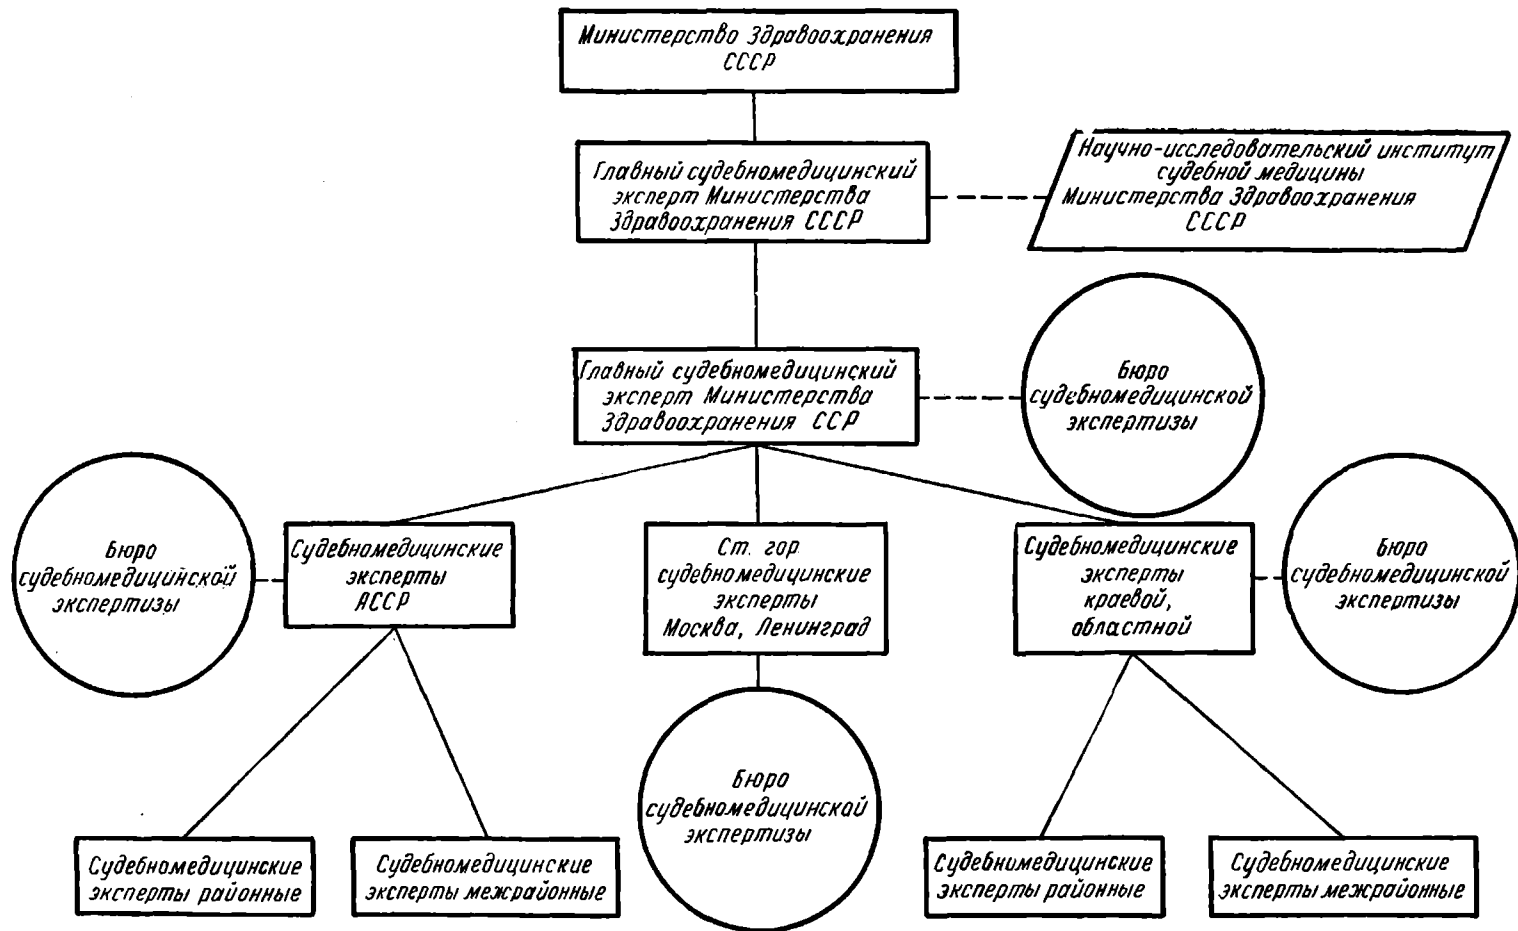 Министерство Здравоохранения
СССР
Главный судебномедицинский
эксперт Министерства
Здравоохранения СССР
Научно-исследовательский институт
судебной медицины
Министерства Здравоохранения
СССР
Главный судебномедицинский
эксперт Министерства
Здравоохранения ССР
Бюро
судебномедицинской
экспертизы
Бюро
судебномедицинской
экспертизы
Судебномедицинские
эксперты
АССР
Ст. гор.
судебномедицинские
эксперты
Москва, Ленинград
Судебномедицинские
эксперты
краевой,
областной
Бюро
судебномедицинской
экспертизы
Бюро
судебномедицинской
экспертизы
Судебномедицинские
эксперты районные
Судебномедицинские
эксперты межрайонные
Судебномедицинские
эксперты районные
Судебномедицинские
эксперты межрайонные